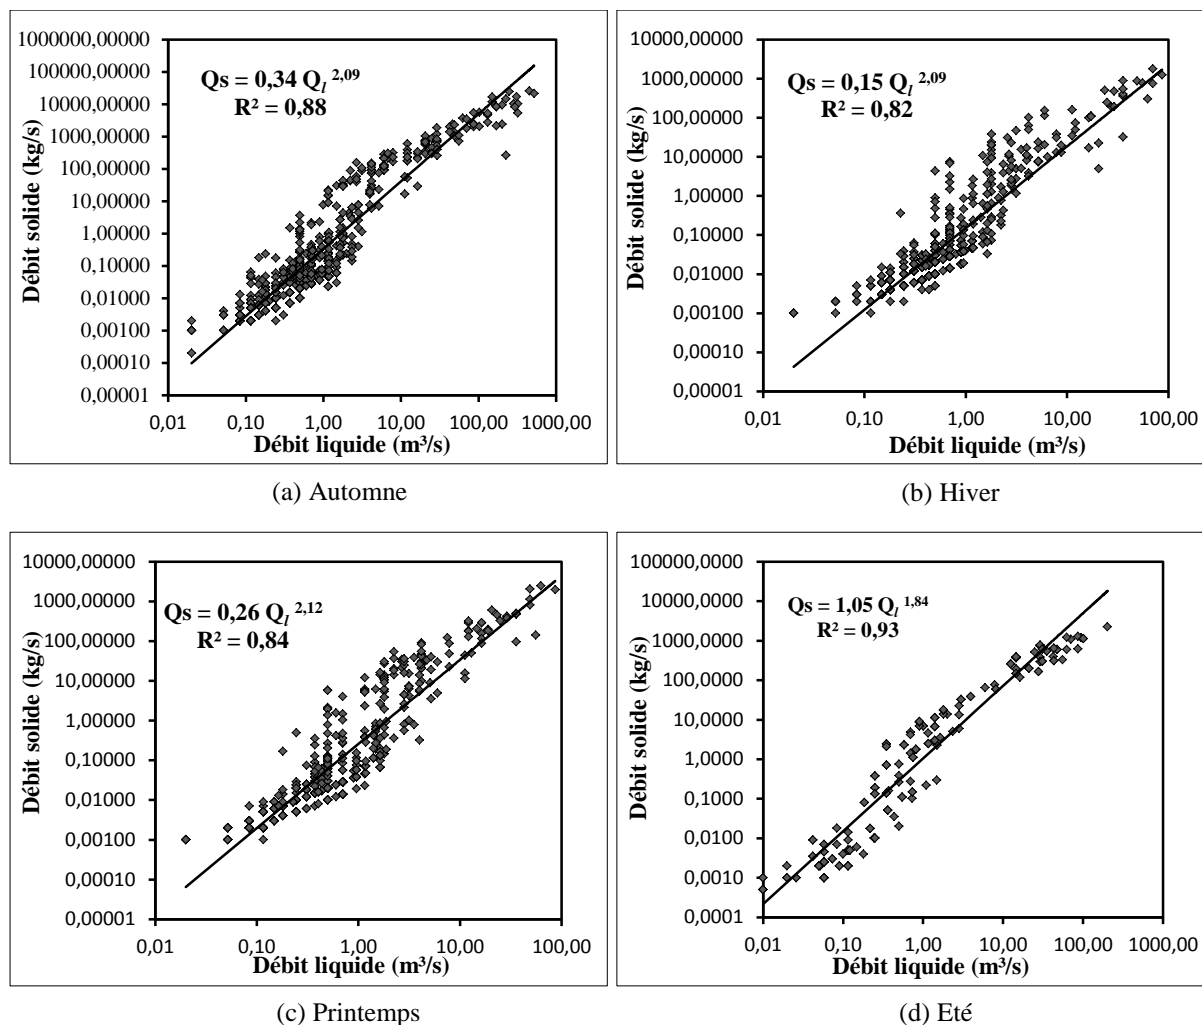 1000000,00000
100000,00000
10000,00000
1000,00000
100,00000
10,00000
1,00000
0,10000
0,01000
0,00100
0,00010
0,00001
Débit solide (kg/s)
Qs = 0,34 Ql 2,09
R² = 0,88
0,01 0,10 1,00 10,00 100,00 1000,00
Débit liquide (m³/s)
(a) Automne
10000,00000
1000,00000
100,00000
10,00000
1,00000
0,10000
0,01000
0,00100
0,00010
0,00001
Débit solide (kg/s)
Qs = 0,15 Ql 2,09
R² = 0,82
0,01 0,10 1,00 10,00 100,00
Débit liquide (m³/s)
(b) Hiver
10000,00000
1000,00000
100,00000
10,00000
1,00000
0,10000
0,01000
0,00100
0,00010
0,00001
Débit solide (kg/s)
Qs = 0,26 Ql 2,12
R² = 0,84
0,01 0,10 1,00 10,00 100,00
Débit liquide (m³/s)
(c) Printemps
100000,0000
10000,0000
1000,0000
100,0000
10,0000
1,0000
0,1000
0,0100
0,0010
0,0001
Débit solide (kg/s)
Qs = 1,05 Ql 1,84
R² = 0,93
0,01 0,10 1,00 10,00 100,00 1000,00
Débit liquide (m³/s)
(d) Eté